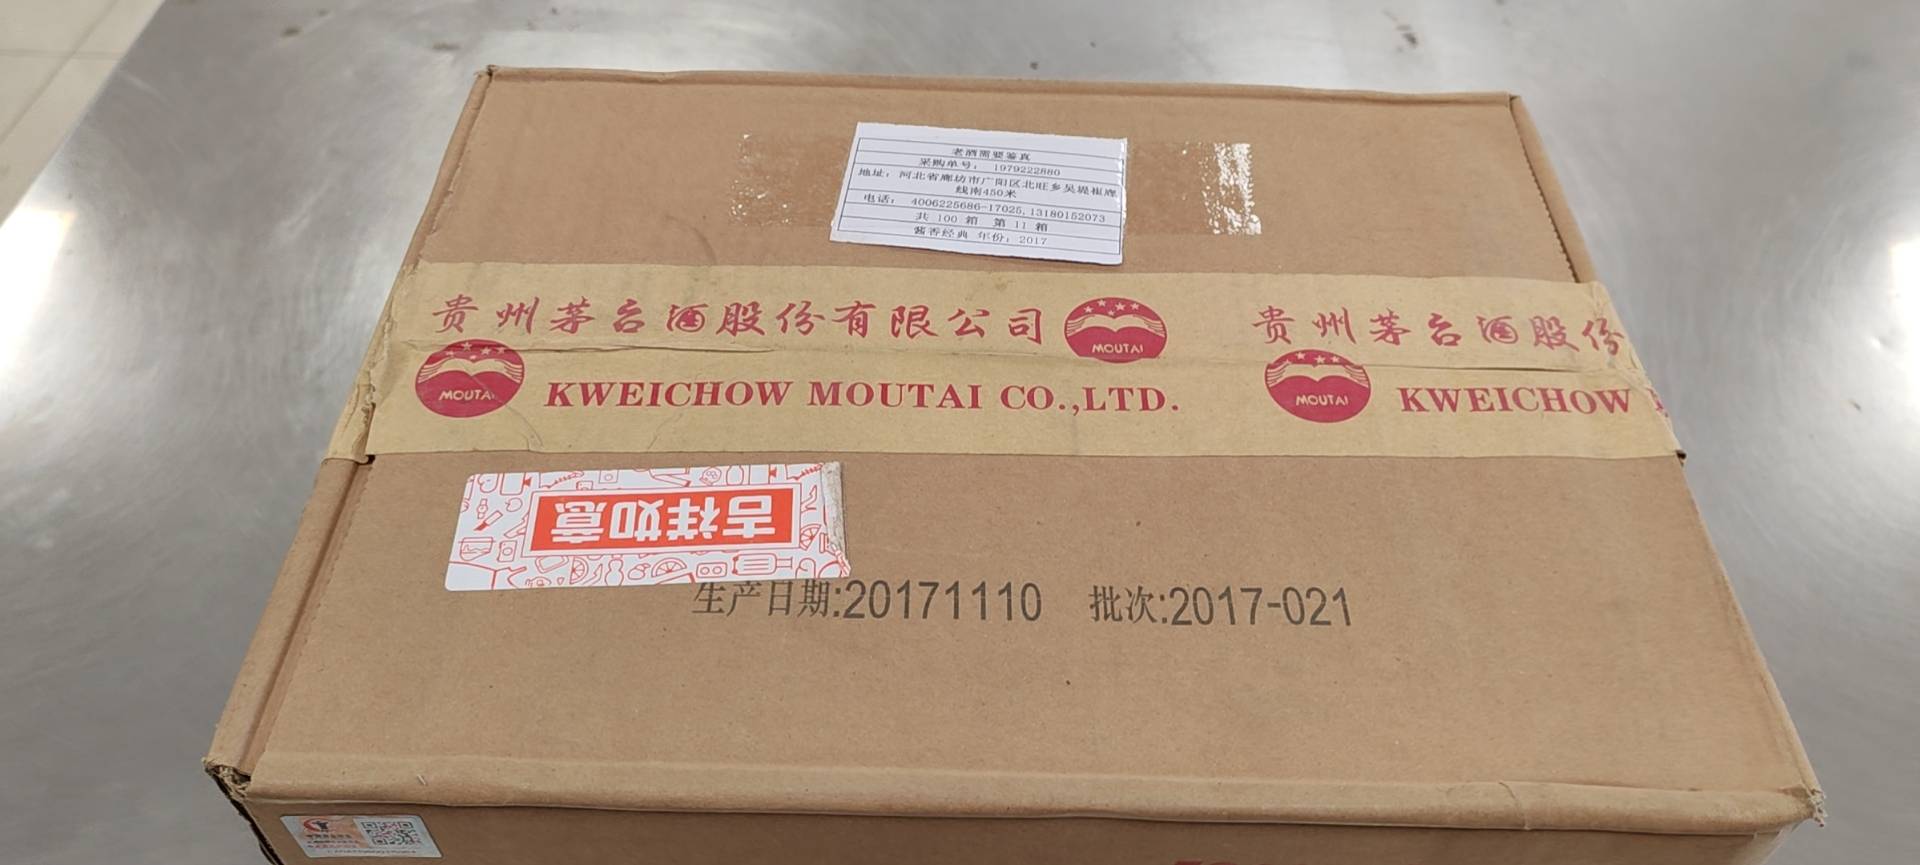 老酒需要鉴真
采购单号： 1979222880
地址：河北省廊坊市广阳区北旺乡吴堤崔庵
线南450米
电话： 4006225686-17025,13180152073
共 100 箱 第 11 箱
酱香经典 年份：2017
贵州茅台酒股份有限公司 MOUTAI 贵州茅台酒股份
MOUTAI KWEICHOW MOUTAI CO.,LTD. MOUTAI KWEICHOW
吉祥如意
生产日期:20171110 批次:2017-021